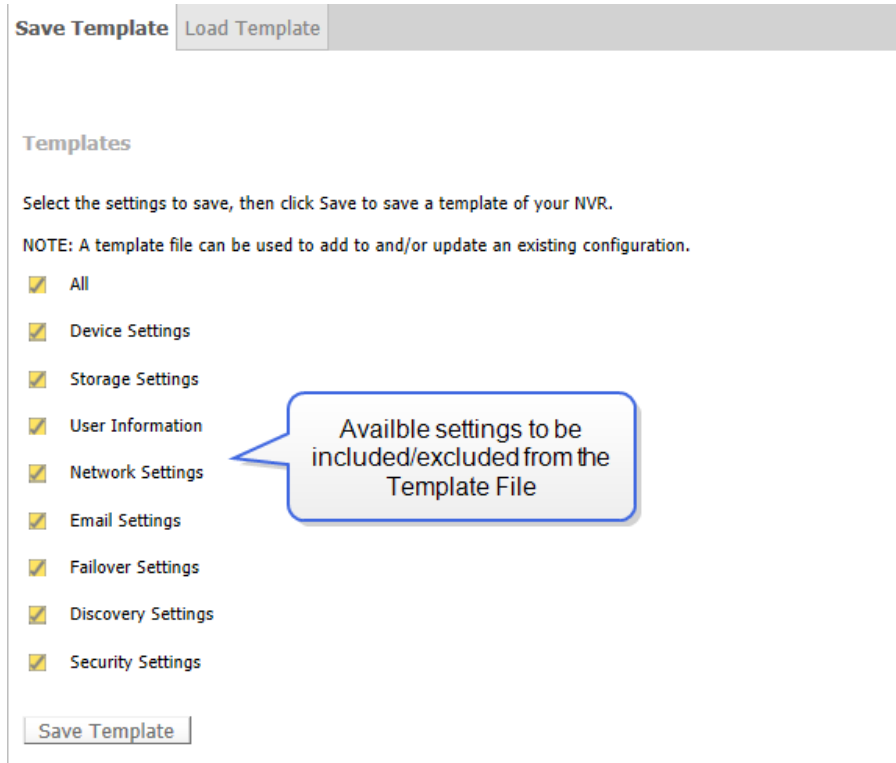 Save Template Load Template
Templates
Select the settings to save, then click Save to save a template of your NVR.
NOTE: A template file can be used to add to and/or update an existing configuration.
All
Device Settings
Storage Settings
User Information
Network Settings
Availble settings to be
included/excluded from the
Template File
Email Settings
Failover Settings
Discovery Settings
Security Settings
Save Template